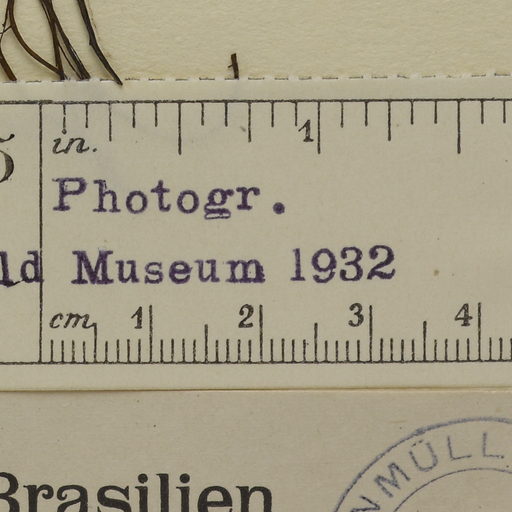 in. 1
5
Photogr.
ld Museum 1932
cm 1 2 3 4
Brasilien
NMÜLL